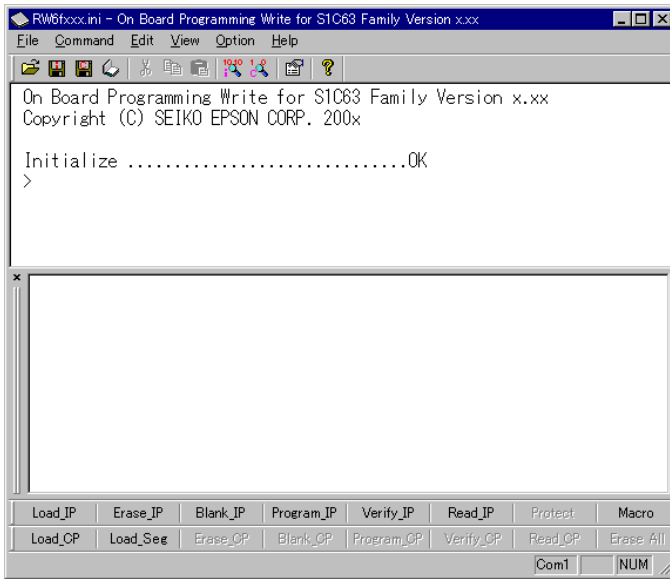 RW6fxxx.ini - On Board Programming Write for S1C63 Family Version x.xx
File Command Edit View Option Help
On Board Programming Write for S1C63 Family Version x.xx
Copyright (C) SEIKO EPSON CORP. 200x
Initialize ..............................OK
>
Load_IP Erase_IP Blank_IP Program_IP Verify_IP Read_IP Protect Macro
Load_CP Load_Seg Erase_CP Blank_CP Program_CP Verify_CP Read_CP Erase All
Com1 NUM